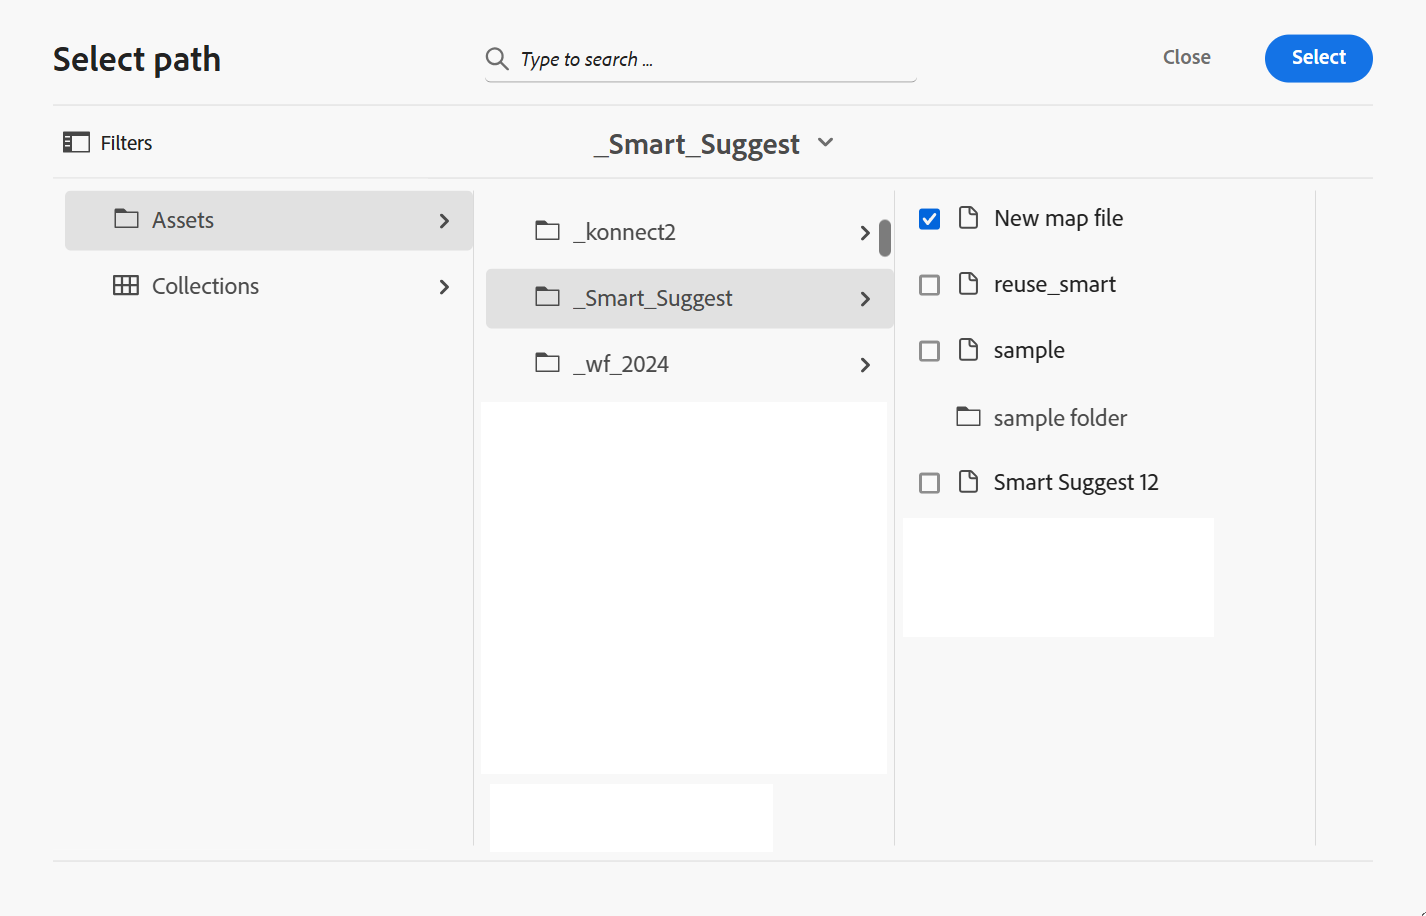 Select path
Type to search ...
Close
Select
Filters
_Smart_Suggest
Assets
Collections
_konnect2
_Smart_Suggest
_wf_2024
New map file
reuse_smart
sample
sample folder
Smart Suggest 12